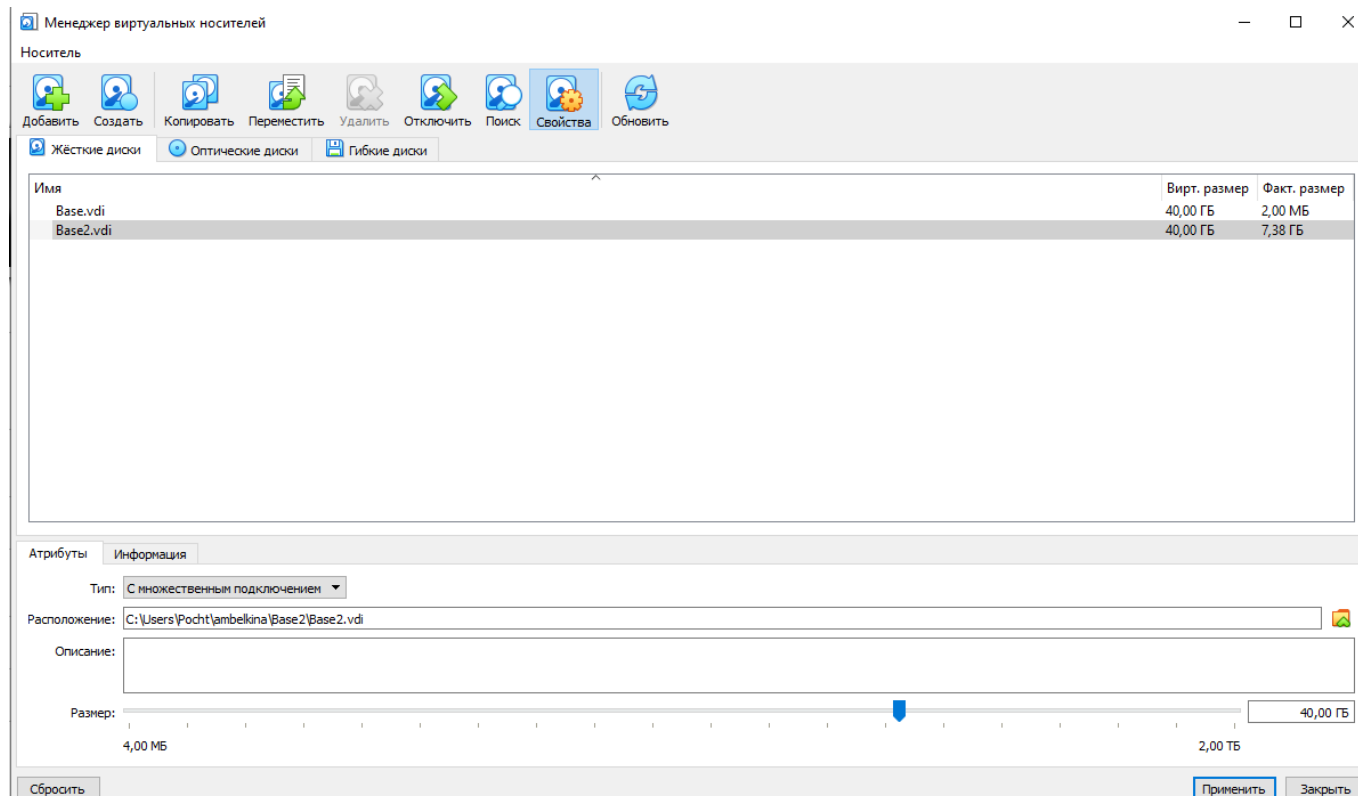 Менеджер виртуальных носителей
Носитель
Добавить Создать Копировать Переместить Удалить Отключить Поиск Свойства Обновить
Жёсткие диски Оптические диски Гибкие диски
Имя Вирт. размер Факт. размер
Base.vdi 40,00 ГБ 2,00 МБ
Base2.vdi 40,00 ГБ 7,38 ГБ
Атрибуты Информация
Тип: С множественным подключением
Расположение: C:\Users\Pocht\ambelkina\Base2\Base2.vdi
Описание:
Размер: 40,00 ГБ
4,00 МБ 2,00 ТБ
Сбросить Применить Закрыть